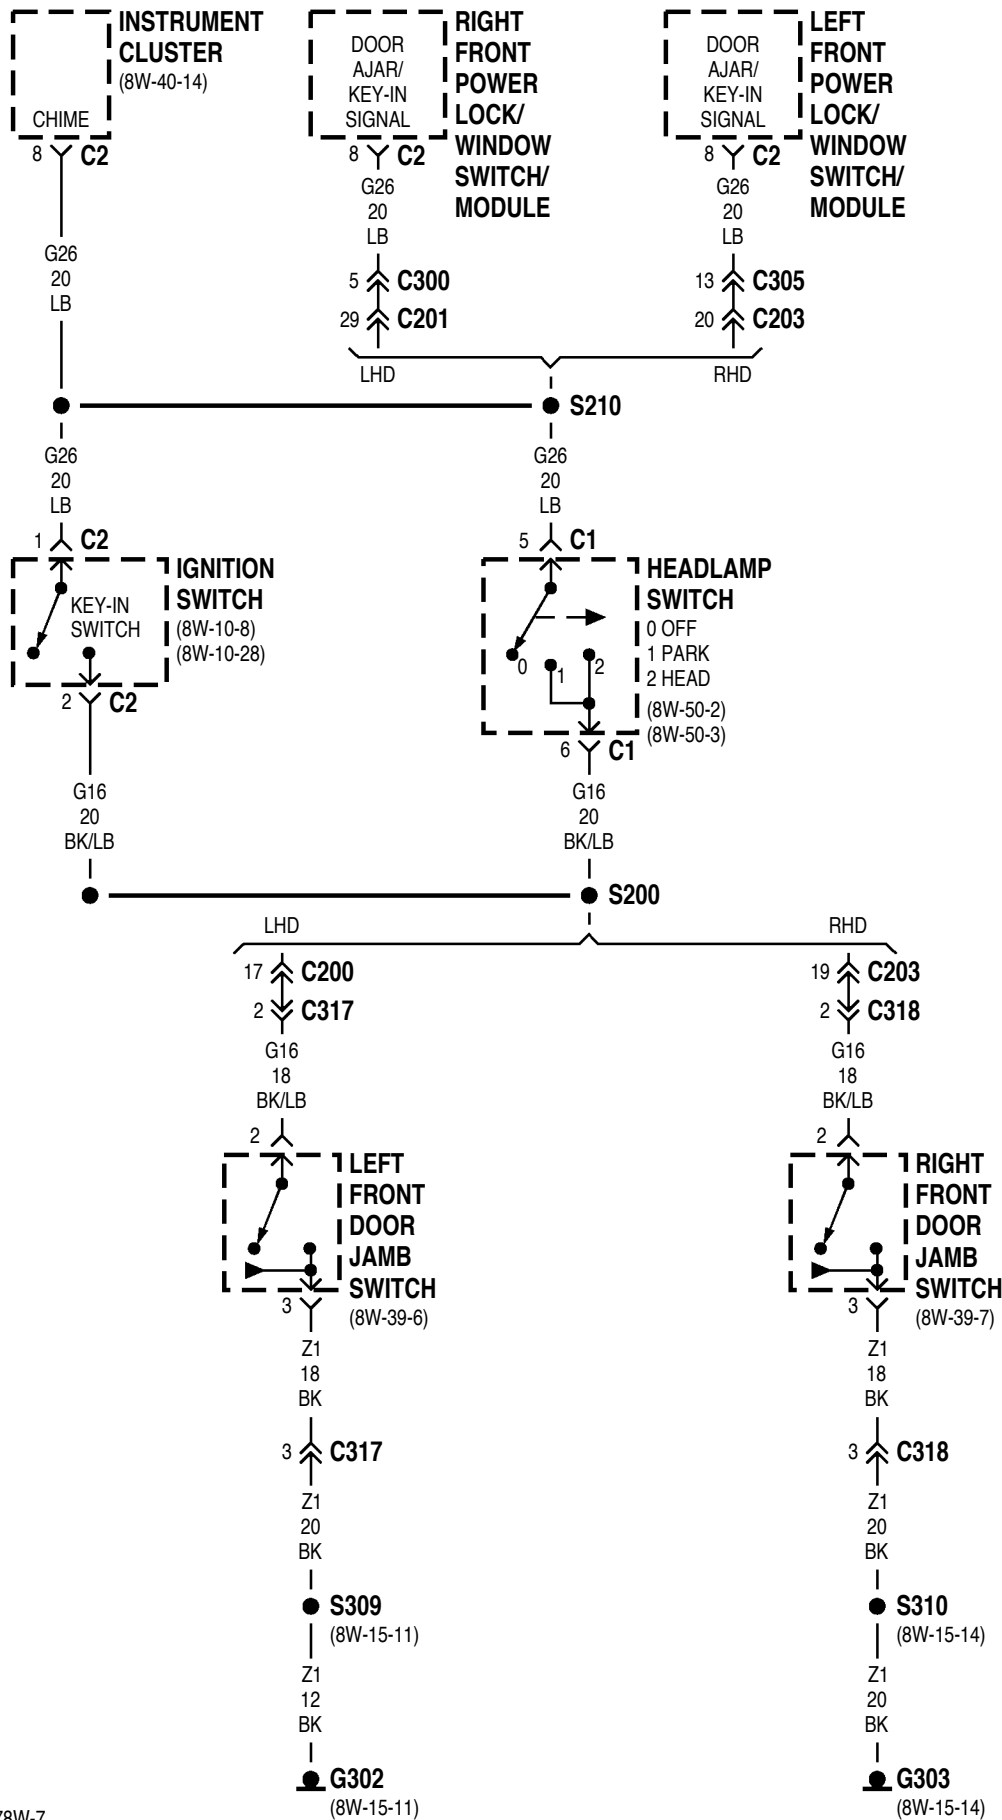 INSTRUMENT
CLUSTER
(8W-40-14)
CHIME
8 C2
G26
20
LB
RIGHT
FRONT
POWER
LOCK/
WINDOW
SWITCH/
MODULE
DOOR
AJAR/
KEY-IN
SIGNAL
8 C2
G26
20
LB
5 C300
29 C201
LHD
LEFT
FRONT
POWER
LOCK/
WINDOW
SWITCH/
MODULE
DOOR
AJAR/
KEY-IN
SIGNAL
8 C2
G26
20
LB
13 C305
20 C203
RHD
S210
G26
20
LB
1 C2
IGNITION
SWITCH
(8W-10-8)
(8W-10-28)
KEY-IN
SWITCH
2 C2
G16
20
BK/LB
G26
20
LB
5 C1
HEADLAMP
SWITCH
0 OFF
1 PARK
2 HEAD
(8W-50-2)
(8W-50-3)
0
1
2
6 C1
G16
20
BK/LB
S200
LHD
17 C200
2 C317
G16
18
BK/LB
2
LEFT
FRONT
DOOR
JAMB
SWITCH
(8W-39-6)
3
Z1
18
BK
3 C317
Z1
20
BK
S309
(8W-15-11)
Z1
12
BK
G302
(8W-15-11)
RHD
19 C203
2 C318
G16
18
BK/LB
2
RIGHT
FRONT
DOOR
JAMB
SWITCH
(8W-39-7)
3
Z1
18
BK
3 C318
Z1
20
BK
S310
(8W-15-14)
Z1
20
BK
G303
(8W-15-14)